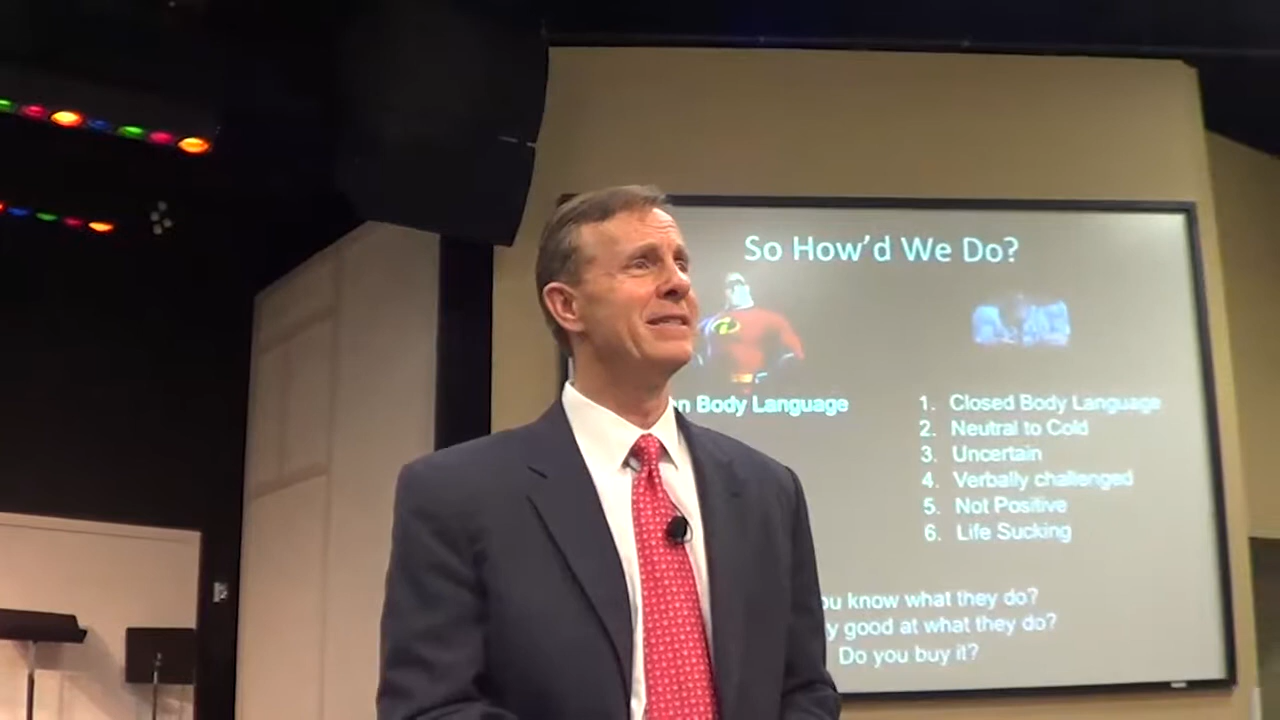 So How'd We Do?
n Body Language
1. Closed Body Language
2. Neutral to Cold
3. Uncertain
4. Verbally challenged
5. Not Positive
6. Life Sucking
ou know what they do?
y good at what they do?
Do you buy it?